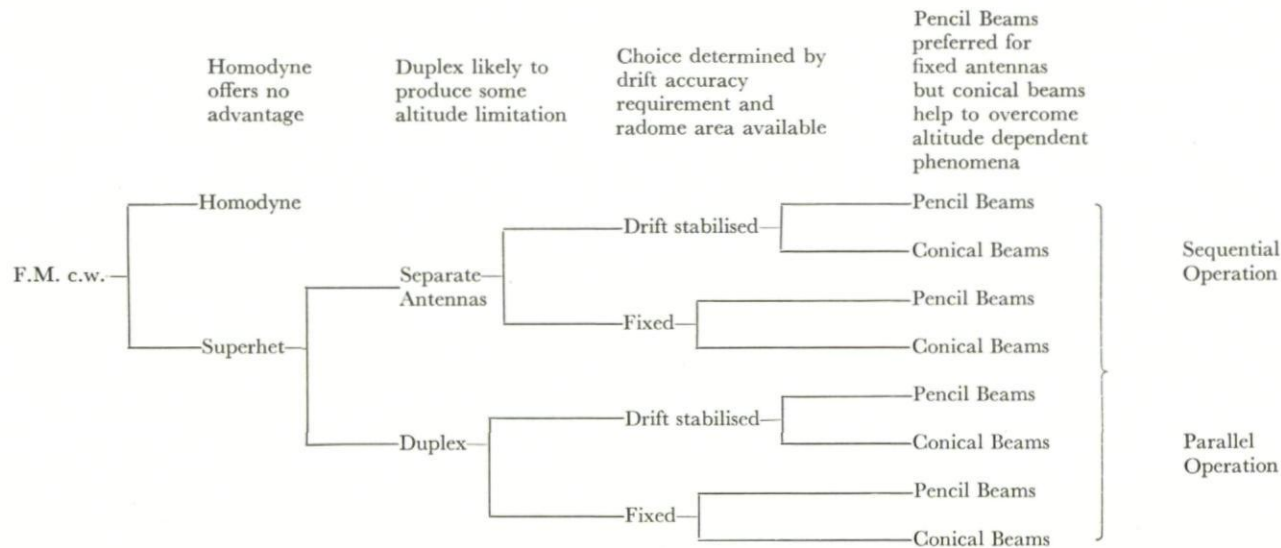 Homodyne
offers no
advantage
Duplex likely to
produce some
altitude limitation
Choice determined by
drift accuracy
requirement and
radome area available
Pencil Beams
preferred for
fixed antennas
but conical beams
help to overcome
altitude dependent
phenomena
F.M. c.w.
Homodyne
Superhet
Separate
Antennas
Duplex
Drift stabilised
Fixed
Drift stabilised
Fixed
Pencil Beams
Conical Beams
Pencil Beams
Conical Beams
Pencil Beams
Conical Beams
Pencil Beams
Conical Beams
Sequential
Operation
Parallel
Operation